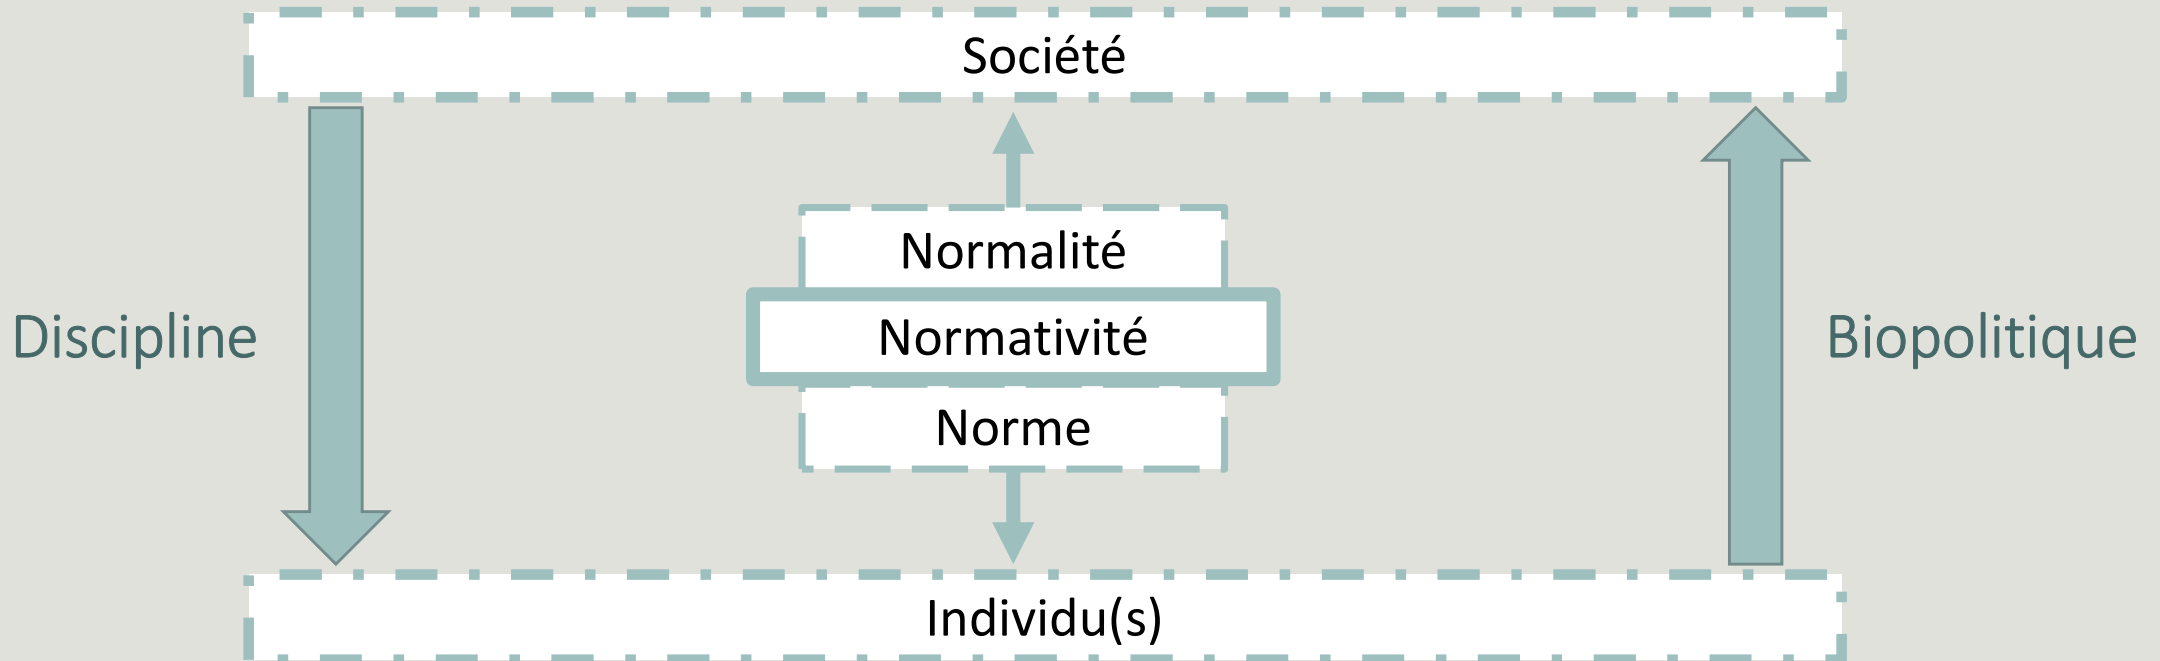 Société
Normalité
Discipline
Normativité
Biopolitique
Norme
Individu(s)